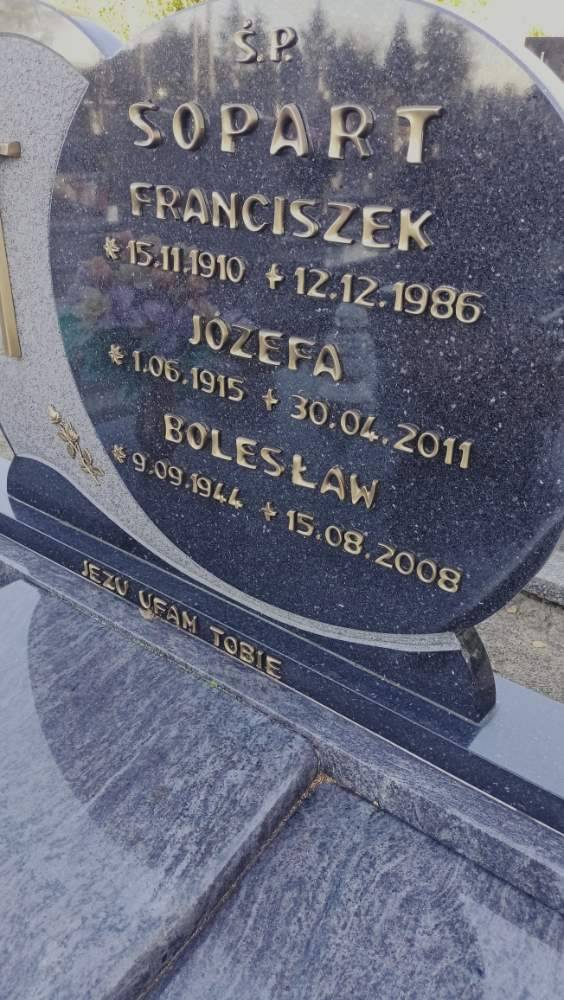 Ś.P.
SOPART
FRANCISZEK
* 15.11.1910 + 12.12.1986
JÓZEFA
* 1.06.1915 + 30.04.2011
BOLESŁAW
* 9.09.1944 + 15.08.2008
JEZU UFAM TOBIE